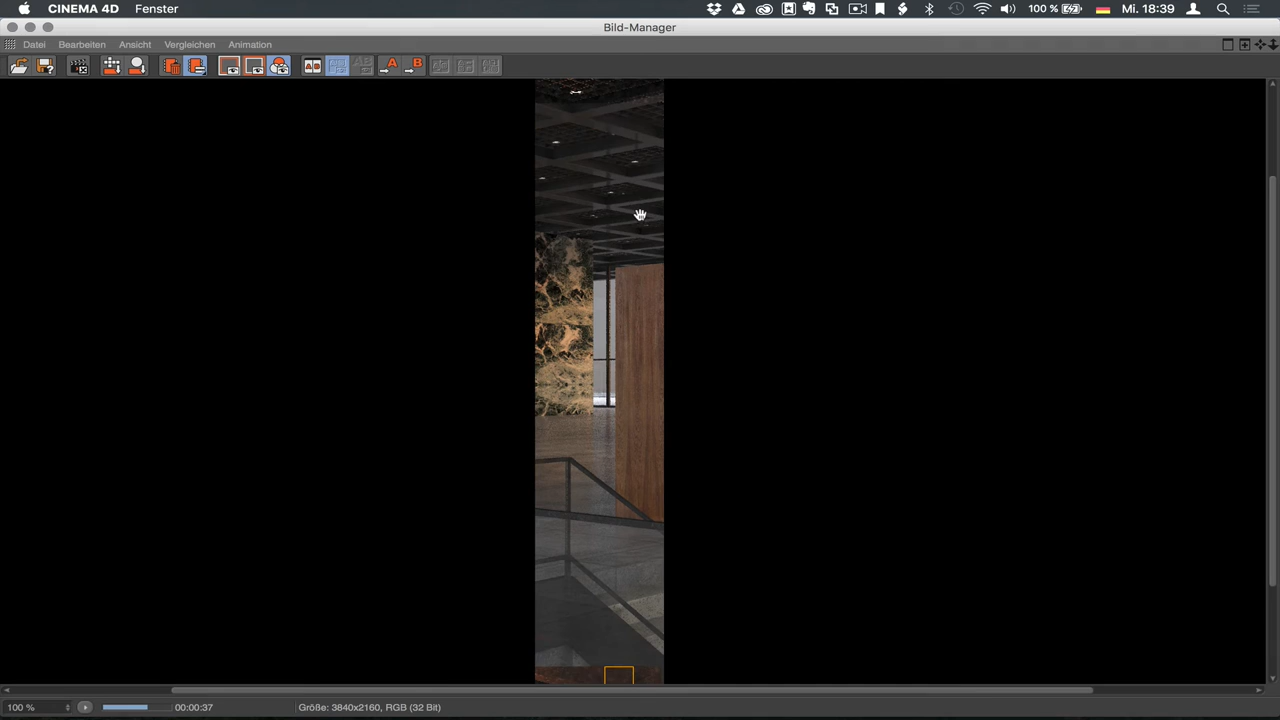 CINEMA 4D Fenster 100 % Mi. 18:39
Bild-Manager
Datei Bearbeiten Ansicht Vergleichen Animation
A B AB A B
100 % 00:00:37 Größe: 3840x2160, RGB (32 Bit)